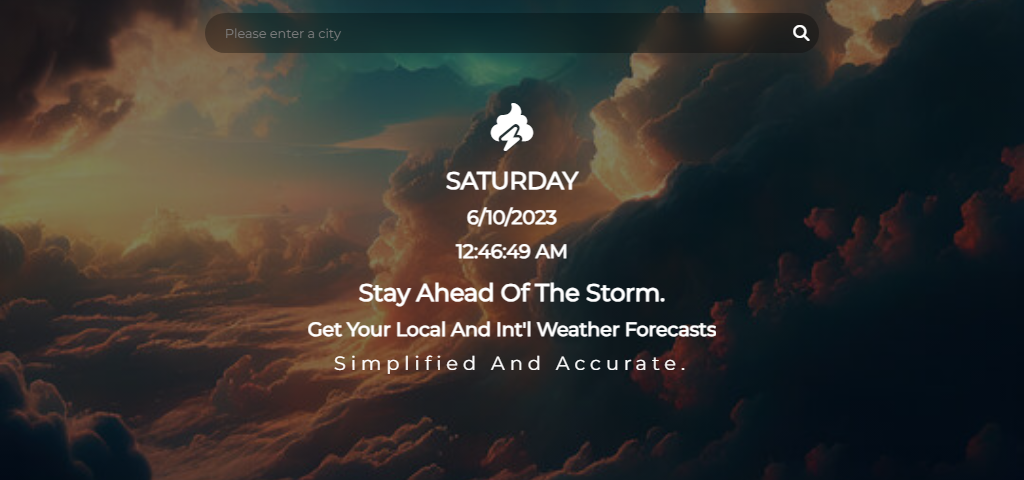 Please enter a city
SATURDAY
6/10/2023
12:46:49 AM
Stay Ahead Of The Storm.
Get Your Local And Int'l Weather Forecasts
Simplified And Accurate.